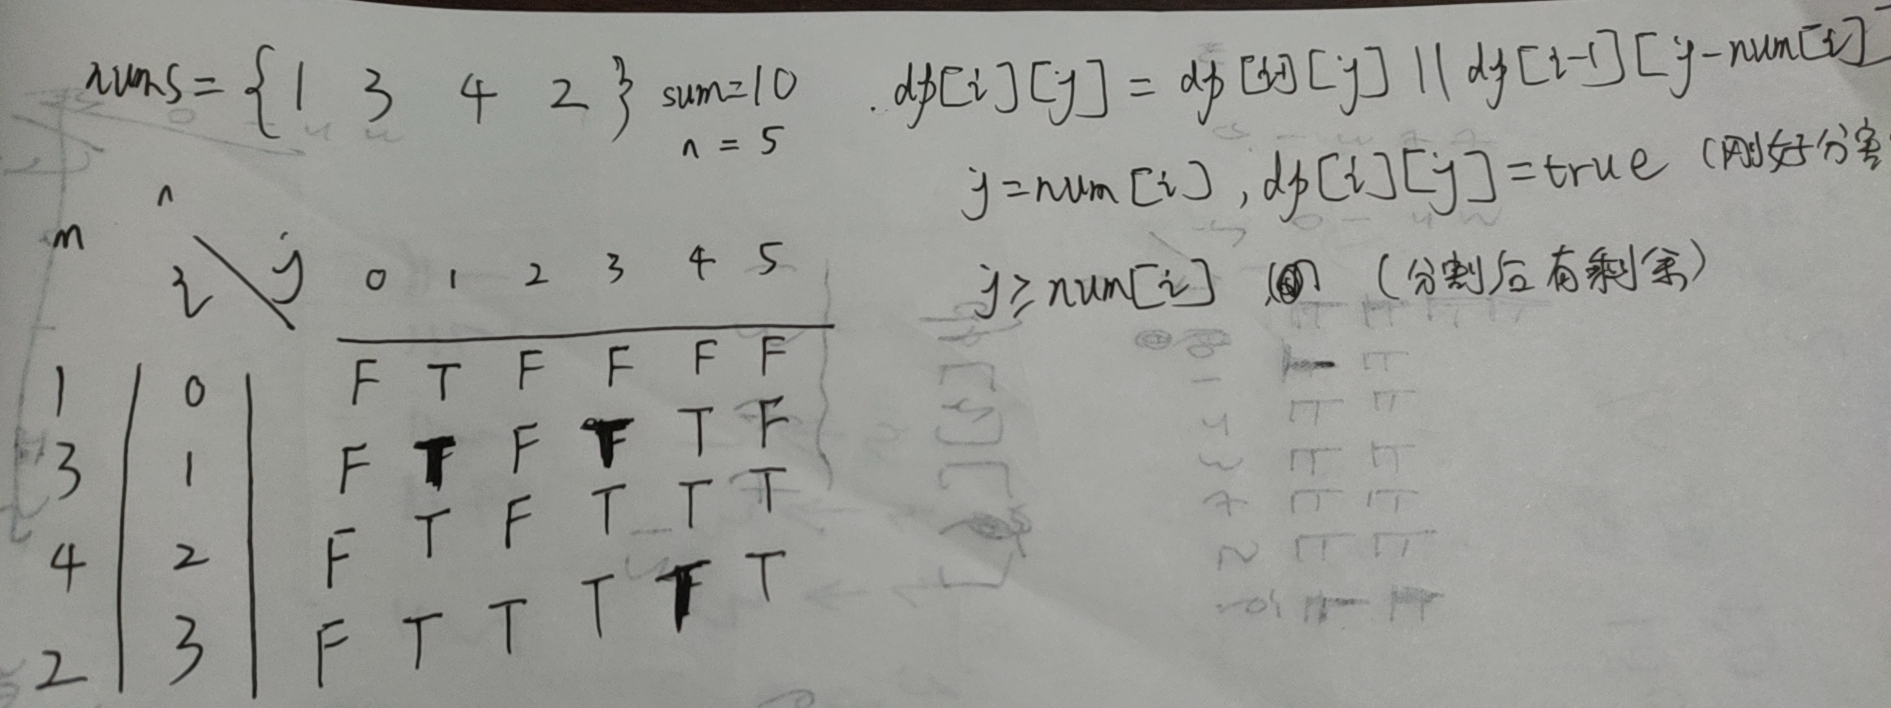 nums = { 1 3 4 2 } sum=10
n = 5
dp[i][j] = dp[i-1][j] || dp[i-1][j-num[i]]
j=num[i], dp[i][j]=true (刚好分割
j≥num[i] (分割后有剩余)
n
m
i \ j 0 1 2 3 4 5
1 | 0 | F T F F F F
3 | 1 | F T F T T F
4 | 2 | F T F T T T
2 | 3 | F T T T T T